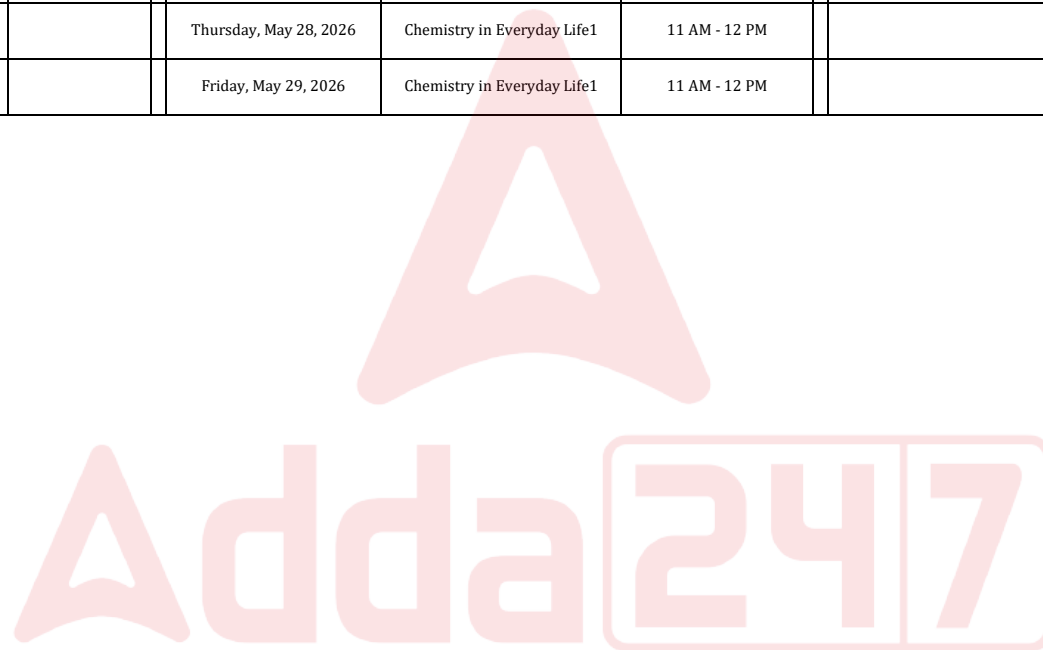 Thursday, May 28, 2026 Chemistry in Everyday Life1 11 AM - 12 PM
Friday, May 29, 2026 Chemistry in Everyday Life1 11 AM - 12 PM
Adda247